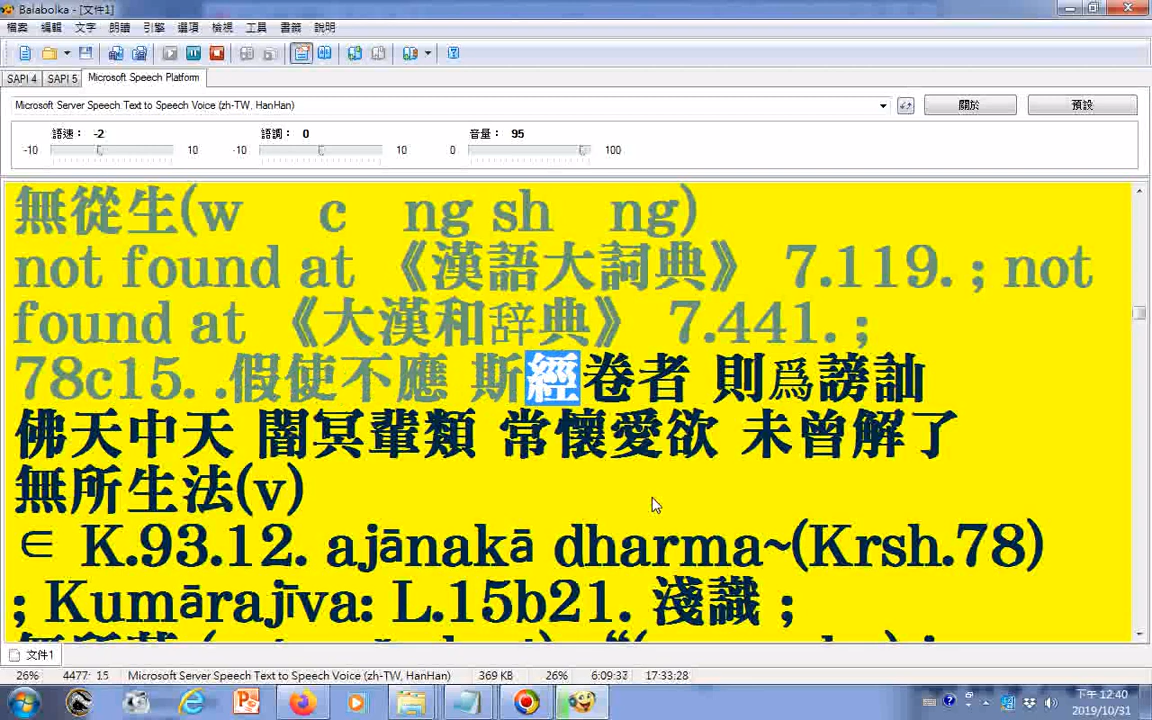 Balabolka - [文件1]
檔案 編輯 文字 朗讀 引擎 選項 檢視 工具 書籤 說明
SAPI 4 SAPI 5 Microsoft Speech Platform
Microsoft Server Speech Text to Speech Voice (zh-TW, HanHan) 關於 預設
語速： -2 語調： 0 音量： 95
-10 10 -10 10 0 100
無從生(w c ng sh ng)
not found at 《漢語大詞典》 7.119. ; not
found at 《大漢和辞典》 7.441. ;
78c15. .假使不應 斯經卷者 則爲謗訕
佛天中天 闇冥輩類 常懷愛欲 未曾解了
無所生法(v)
∈ K.93.12. ajānakā dharma~(Krsh.78)
; Kumārajīva: L.15b21. 淺識 ;
文件1
26% 4477: 15 Microsoft Server Speech Text to Speech Voice (zh-TW, HanHan) 369 KB 26% 6:09:37 17:33:28
下午 12:40
2019/10/31